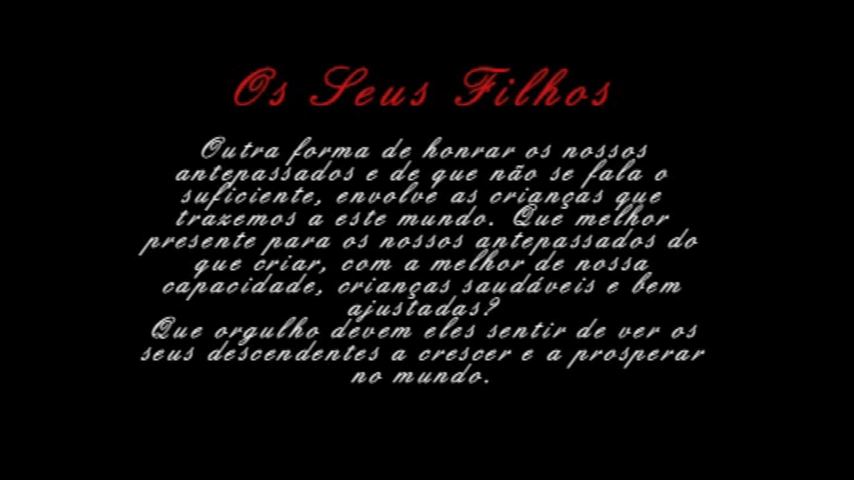 Os Seus Filhos
Outra forma de honrar os nossos
antepassados e de que não se fala o
suficiente, envolve as crianças que
trazemos a este mundo. Que melhor
presente para os nossos antepassados do
que criar, com a melhor de nossa
capacidade, crianças saudáveis e bem
ajustadas?
Que orgulho devem eles sentir de ver os
seus descendentes a crescer e a prosperar
no mundo.